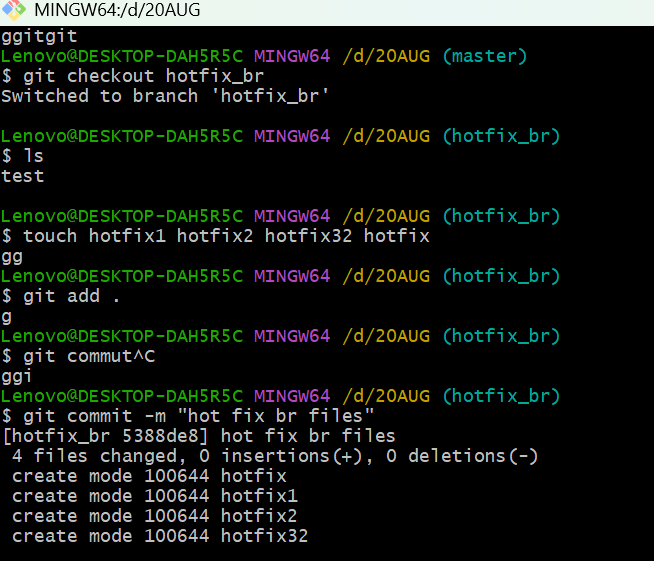 MINGW64:/d/20AUG
ggitgit
Lenovo@DESKTOP-DAH5R5C MINGW64 /d/20AUG (master)
$ git checkout hotfix_br
Switched to branch 'hotfix_br'
Lenovo@DESKTOP-DAH5R5C MINGW64 /d/20AUG (hotfix_br)
$ ls
test
Lenovo@DESKTOP-DAH5R5C MINGW64 /d/20AUG (hotfix_br)
$ touch hotfix1 hotfix2 hotfix32 hotfix
gg
Lenovo@DESKTOP-DAH5R5C MINGW64 /d/20AUG (hotfix_br)
$ git add .
g
Lenovo@DESKTOP-DAH5R5C MINGW64 /d/20AUG (hotfix_br)
$ git commut^C
ggi
Lenovo@DESKTOP-DAH5R5C MINGW64 /d/20AUG (hotfix_br)
$ git commit -m "hot fix br files"
[hotfix_br 5388de8] hot fix br files
 4 files changed, 0 insertions(+), 0 deletions(-)
 create mode 100644 hotfix
 create mode 100644 hotfix1
 create mode 100644 hotfix2
 create mode 100644 hotfix32